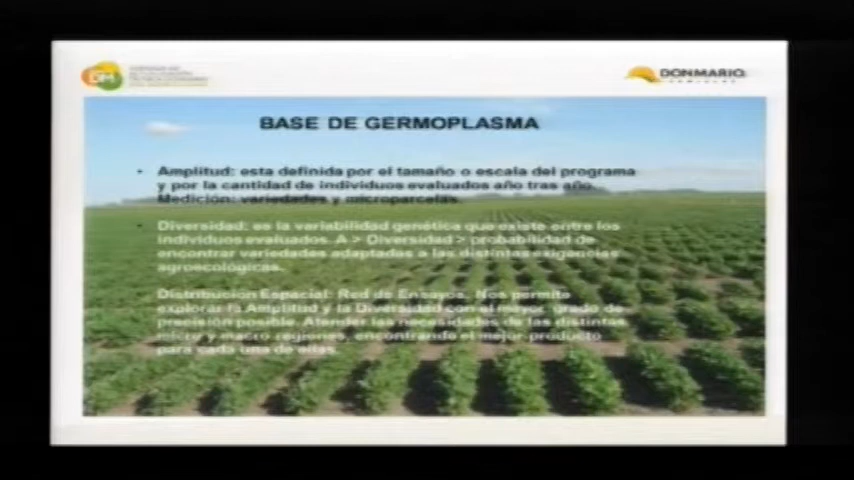 DM
DONMARIO
BASE DE GERMOPLASMA
• Amplitud: esta definida por el tamaño o escala del programa
y por la cantidad de individuos evaluados año tras año.
Medición: variedades y microparcelas.
• Diversidad: es la variabilidad genética que existe entre los
individuos evaluados. A > Diversidad > probabilidad de
encontrar variedades adaptadas a las distintas exigencias
agroecológicas.
Distribucion Espacial: Red de Ensayos. Nos permite
explorar la Amplitud y la Diversidad con el mayor grado de
precisión posible. Atender las necesidades de las distintas
micro y macro regiones, encontrando el mejor producto
para cada una de ellas.